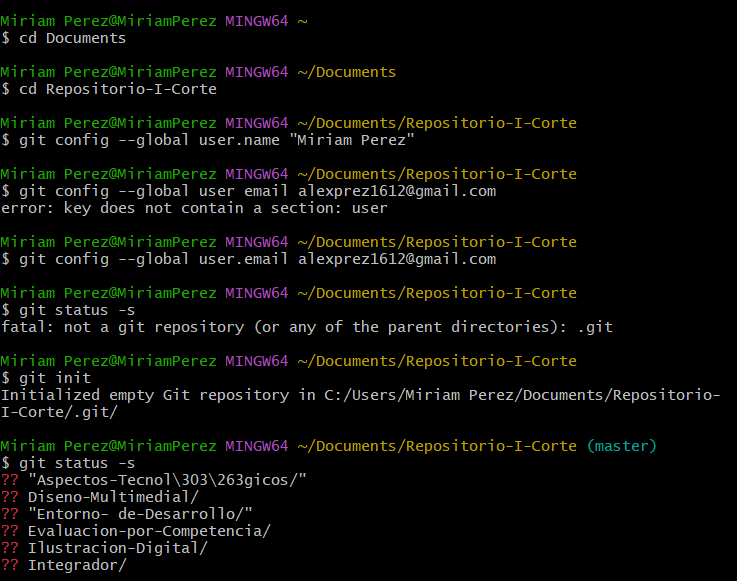 Miriam Perez@MiriamPerez MINGW64 ~
$ cd Documents
Miriam Perez@MiriamPerez MINGW64 ~/Documents
$ cd Repositorio-I-Corte
Miriam Perez@MiriamPerez MINGW64 ~/Documents/Repositorio-I-Corte
$ git config --global user.name "Miriam Perez"
Miriam Perez@MiriamPerez MINGW64 ~/Documents/Repositorio-I-Corte
$ git config --global user email alexprez1612@gmail.com
error: key does not contain a section: user
Miriam Perez@MiriamPerez MINGW64 ~/Documents/Repositorio-I-Corte
$ git config --global user.email alexprez1612@gmail.com
Miriam Perez@MiriamPerez MINGW64 ~/Documents/Repositorio-I-Corte
$ git status -s
fatal: not a git repository (or any of the parent directories): .git
Miriam Perez@MiriamPerez MINGW64 ~/Documents/Repositorio-I-Corte
$ git init
Initialized empty Git repository in C:/Users/Miriam Perez/Documents/Repositorio-
I-Corte/.git/
Miriam Perez@MiriamPerez MINGW64 ~/Documents/Repositorio-I-Corte (master)
$ git status -s
?? "Aspectos-Tecnol\303\263gicos/"
?? Diseno-Multimedial/
?? "Entorno- de-Desarrollo/"
?? Evaluacion-por-Competencia/
?? Ilustracion-Digital/
?? Integrador/